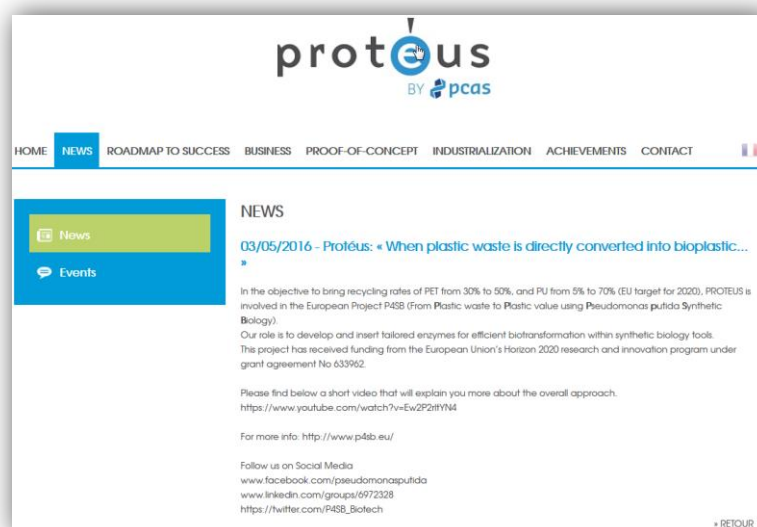 protéus
BY pcas
HOME NEWS ROADMAP TO SUCCESS BUSINESS PROOF-OF-CONCEPT INDUSTRIALIZATION ACHIEVEMENTS CONTACT
News
Events
NEWS
03/05/2016 - Protéus: « When plastic waste is directly converted into bioplastic...
»
In the objective to bring recycling rates of PET from 30% to 50%, and PU from 5% to 70% (EU target for 2020), PROTEUS is
involved in the European Project P4SB (From Plastic waste to Plastic value using Pseudomonas putida Synthetic
Biology).
Our role is to develop and insert tailored enzymes for efficient biotransformation within synthetic biology tools.
This project has received funding from the European Union's Horizon 2020 research and innovation program under
grant agreement No 633962.
Please find below a short video that will explain you more about the overall approach.
https://www.youtube.com/watch?v=Ew2P2rtfYN4
For more info: http://www.p4sb.eu/
Follow us on Social Media
www.facebook.com/pseudomonasputida
www.linkedin.com/groups/6972328
https://twitter.com/P4SB_Biotech
» RETOUR